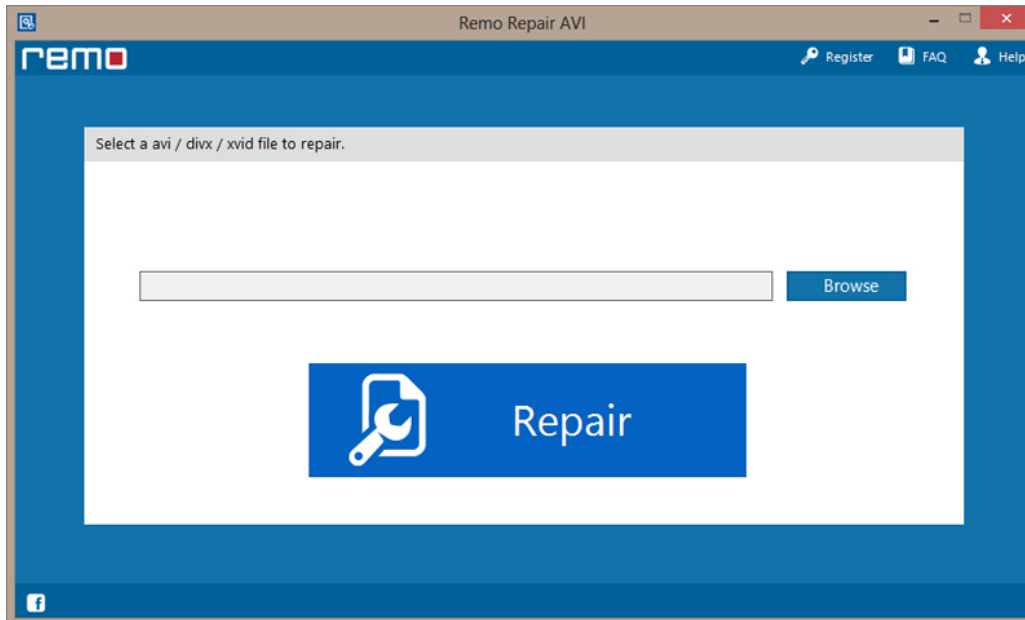 Remo Repair AVI
remo
Register FAQ Help
Select a avi / divx / xvid file to repair.
Browse
Repair
f